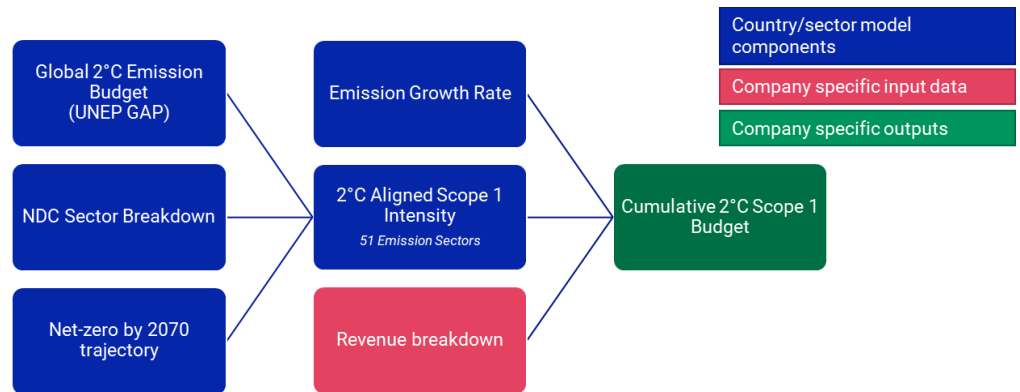 Global 2°C Emission
Budget
(UNEP GAP)
NDC Sector Breakdown
Net-zero by 2070
trajectory
Emission Growth Rate
2°C Aligned Scope 1
Intensity
51 Emission Sectors
Revenue breakdown
Cumulative 2°C Scope 1
Budget
Country/sector model
components
Company specific input data
Company specific outputs